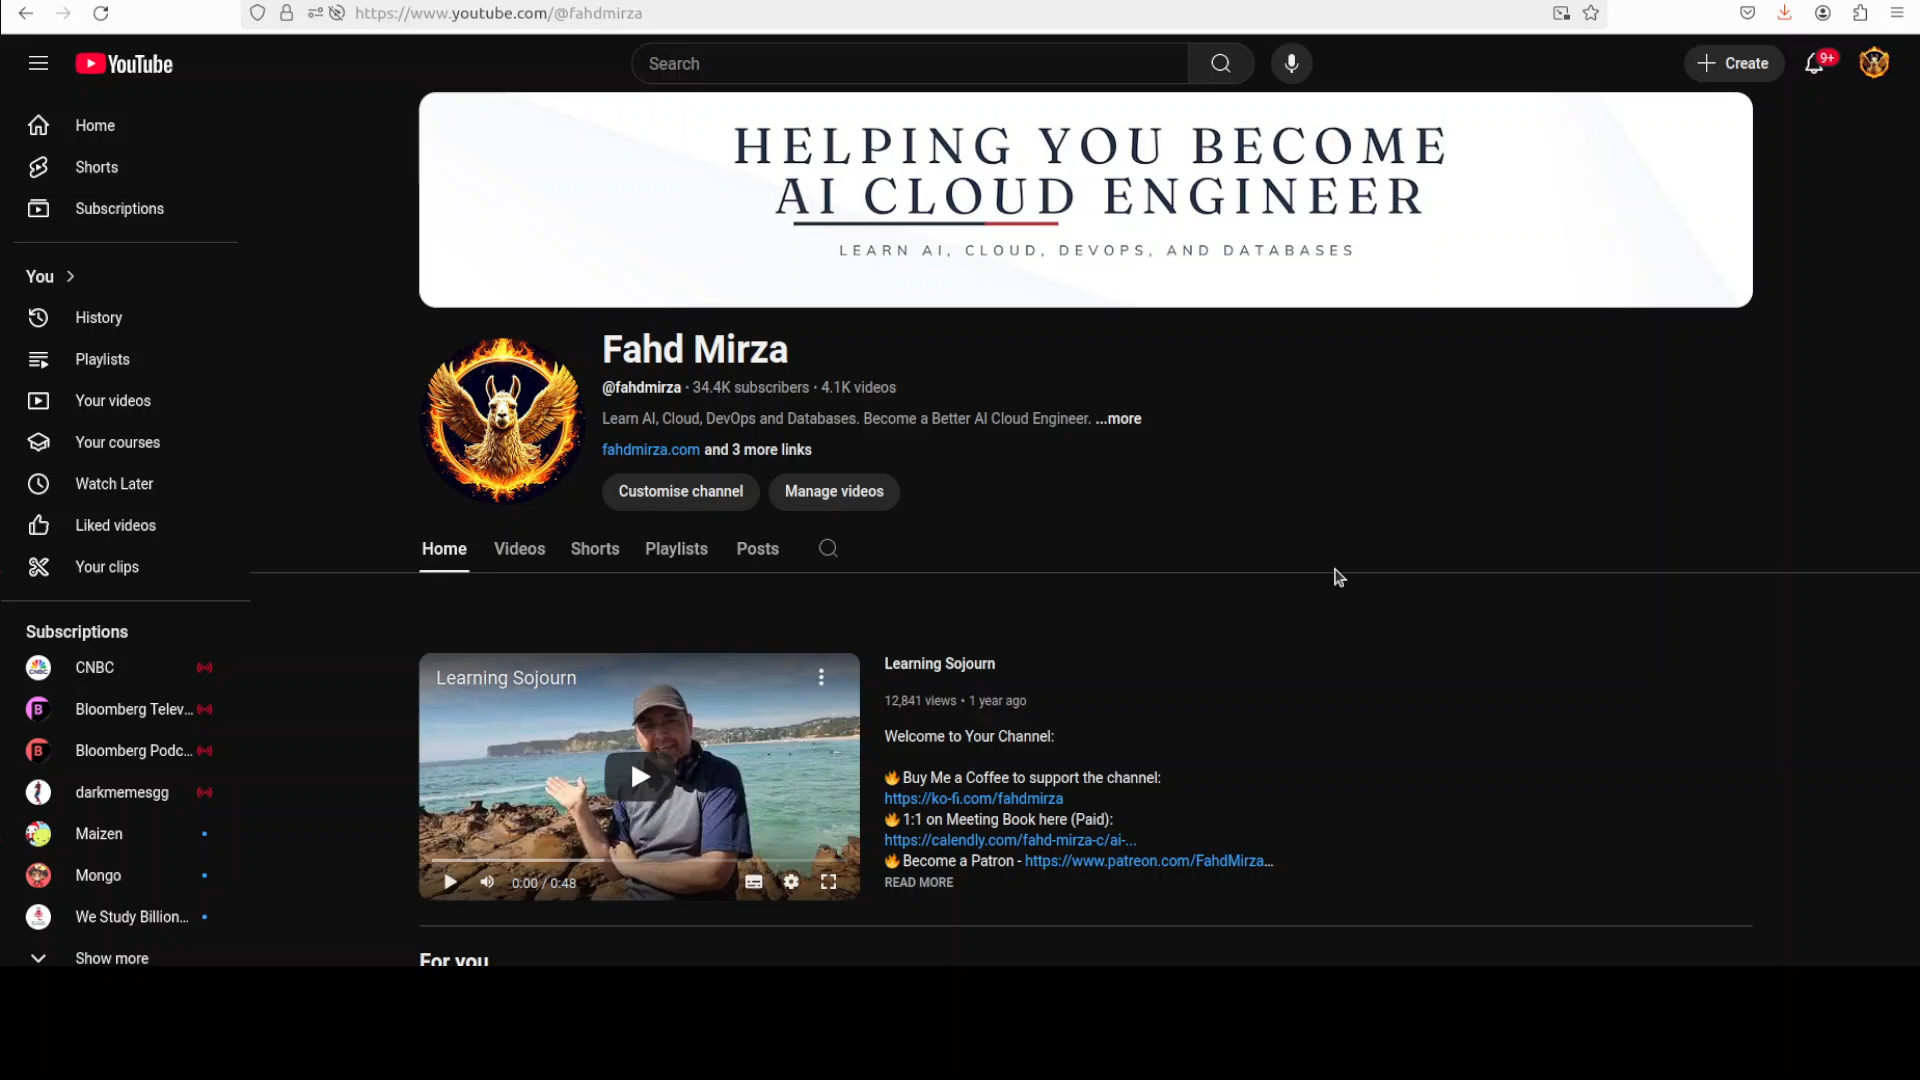 https://www.youtube.com/@fahdmirza
YouTube
Search
Create
9+
Home
Shorts
Subscriptions
You
History
Playlists
Your videos
Your courses
Watch Later
Liked videos
Your clips
Subscriptions
CNBC
Bloomberg Telev...
Bloomberg Podc...
darkmemesgg
Maizen
Mongo
We Study Billion...
Show more
HELPING YOU BECOME
AI CLOUD ENGINEER
LEARN AI, CLOUD, DEVOPS, AND DATABASES
Fahd Mirza
@fahdmirza · 34.4K subscribers · 4.1K videos
Learn AI, Cloud, DevOps and Databases. Become a Better AI Cloud Engineer. ...more
fahdmirza.com and 3 more links
Customise channel Manage videos
Home Videos Shorts Playlists Posts
Learning Sojourn
0:00 / 0:48
Learning Sojourn
12,841 views • 1 year ago
Welcome to Your Channel:
🔥Buy Me a Coffee to support the channel:
https://ko-fi.com/fahdmirza
🔥1:1 on Meeting Book here (Paid):
https://calendly.com/fahd-mirza-c/ai-...
🔥Become a Patron - https://www.patreon.com/FahdMirza...
READ MORE
For you